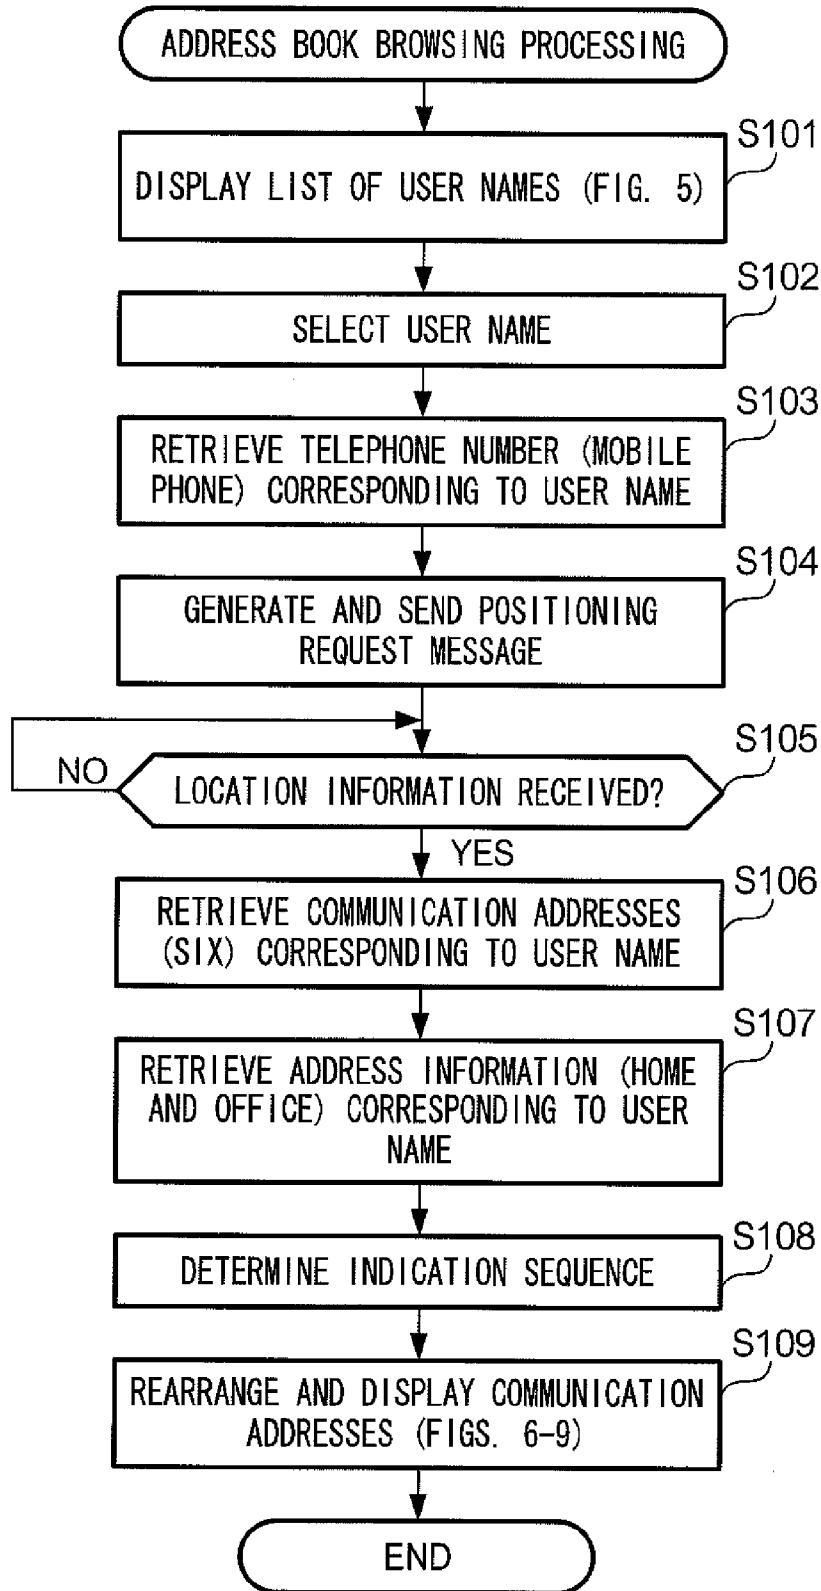 ADDRESS BOOK BROWSING PROCESSING
S101
DISPLAY LIST OF USER NAMES (FIG. 5)
S102
SELECT USER NAME
S103
RETRIEVE TELEPHONE NUMBER (MOBILE
PHONE) CORRESPONDING TO USER NAME
S104
GENERATE AND SEND POSITIONING
REQUEST MESSAGE
S105
NO
LOCATION INFORMATION RECEIVED?
YES
S106
RETRIEVE COMMUNICATION ADDRESSES
(SIX) CORRESPONDING TO USER NAME
S107
RETRIEVE ADDRESS INFORMATION (HOME
AND OFFICE) CORRESPONDING TO USER
NAME
S108
DETERMINE INDICATION SEQUENCE
S109
REARRANGE AND DISPLAY COMMUNICATION
ADDRESSES (FIGS. 6-9)
END